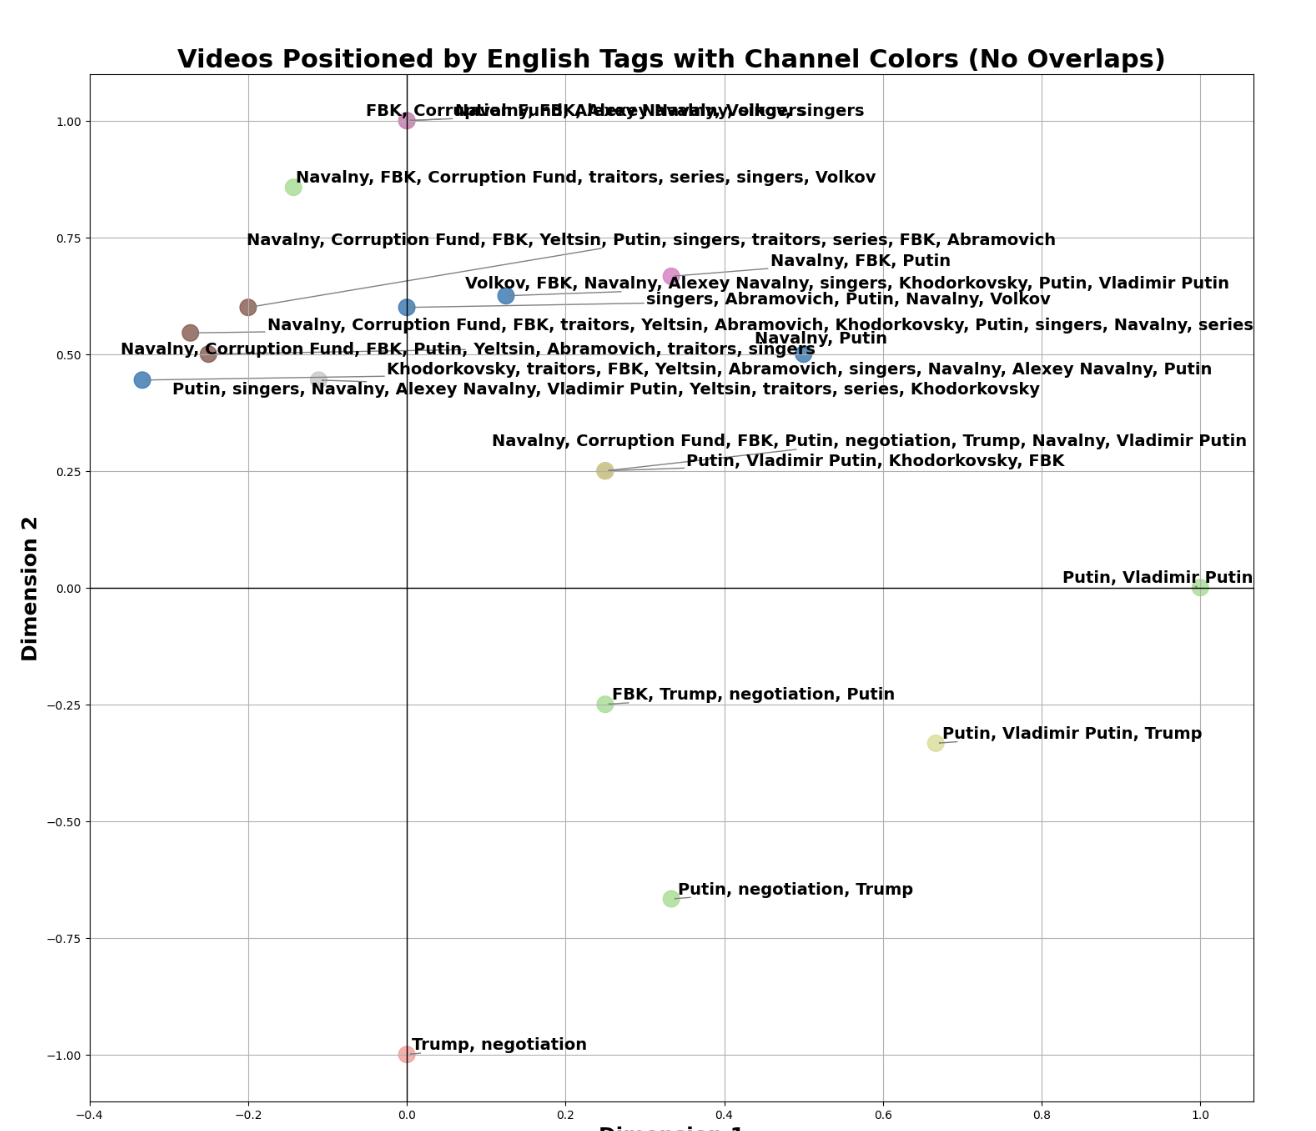 Videos Positioned by English Tags with Channel Colors (No Overlaps)
FBK, Corruption Fund, Alexey Navalny, Volkov, singers
Navalny, FBK, Alexey Navalny, singers
1.00
Navalny, FBK, Corruption Fund, traitors, series, singers, Volkov
0.75
Navalny, Corruption Fund, FBK, Yeltsin, Putin, singers, traitors, series, FBK, Abramovich
Navalny, FBK, Putin
Volkov, FBK, Navalny, Alexey Navalny, singers, Khodorkovsky, Putin, Vladimir Putin
singers, Abramovich, Putin, Navalny, Volkov
Navalny, Corruption Fund, FBK, traitors, Yeltsin, Abramovich, Khodorkovsky, Putin, singers, Navalny, series
Navalny, Putin
Navalny, Corruption Fund, FBK, Putin, Yeltsin, Abramovich, traitors, singers
0.50
Khodorkovsky, traitors, FBK, Yeltsin, Abramovich, singers, Navalny, Alexey Navalny, Putin
Putin, singers, Navalny, Alexey Navalny, Vladimir Putin, Yeltsin, traitors, series, Khodorkovsky
Navalny, Corruption Fund, FBK, Putin, negotiation, Trump, Navalny, Vladimir Putin
Putin, Vladimir Putin, Khodorkovsky, FBK
0.25
Putin, Vladimir Putin
0.00
Dimension 2
FBK, Trump, negotiation, Putin
−0.25
Putin, Vladimir Putin, Trump
−0.50
Putin, negotiation, Trump
−0.75
Trump, negotiation
−1.00
−0.4 −0.2 0.0 0.2 0.4 0.6 0.8 1.0
Dimension 1